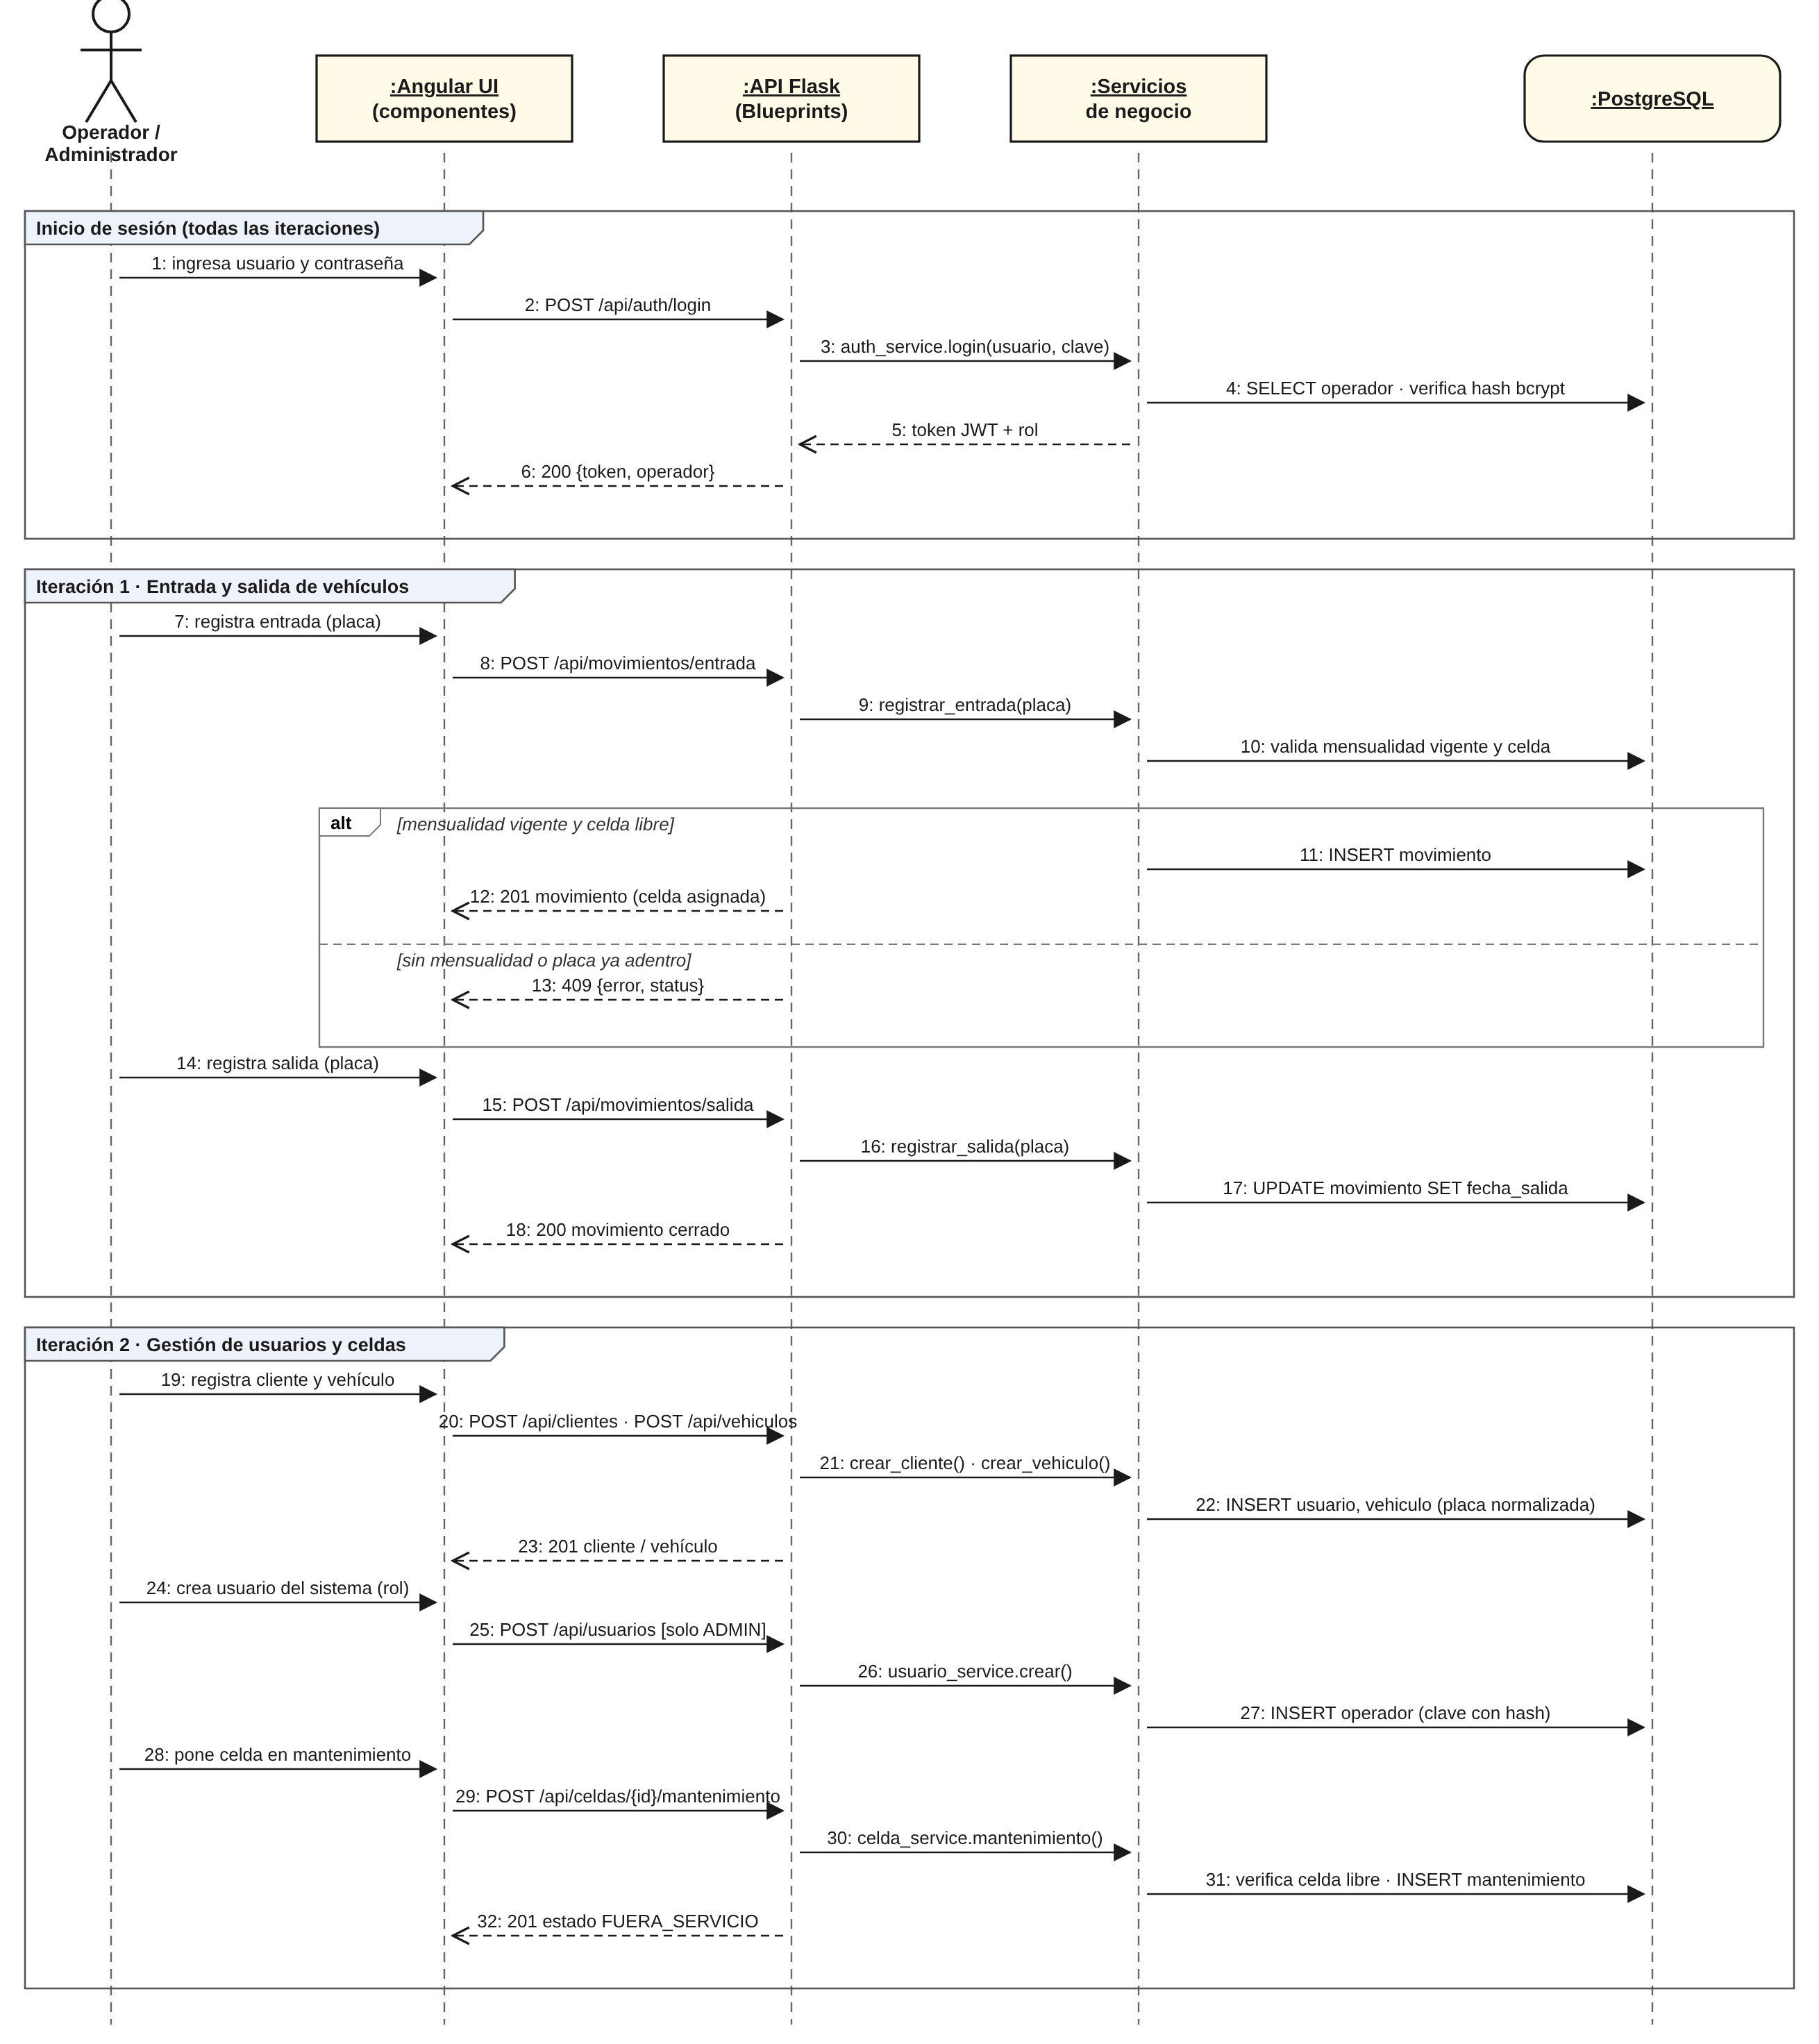 Operador /
Administrador
:Angular UI
(componentes)
:API Flask
(Blueprints)
:Servicios
de negocio
:PostgreSQL
Inicio de sesión (todas las iteraciones)
1: ingresa usuario y contraseña
2: POST /api/auth/login
3: auth_service.login(usuario, clave)
4: SELECT operador · verifica hash bcrypt
5: token JWT + rol
6: 200 {token, operador}
Iteración 1 · Entrada y salida de vehículos
7: registra entrada (placa)
8: POST /api/movimientos/entrada
9: registrar_entrada(placa)
10: valida mensualidad vigente y celda
alt
[mensualidad vigente y celda libre]
11: INSERT movimiento
12: 201 movimiento (celda asignada)
[sin mensualidad o placa ya adentro]
13: 409 {error, status}
14: registra salida (placa)
15: POST /api/movimientos/salida
16: registrar_salida(placa)
17: UPDATE movimiento SET fecha_salida
18: 200 movimiento cerrado
Iteración 2 · Gestión de usuarios y celdas
19: registra cliente y vehículo
20: POST /api/clientes · POST /api/vehiculos
21: crear_cliente() · crear_vehiculo()
22: INSERT usuario, vehiculo (placa normalizada)
23: 201 cliente / vehículo
24: crea usuario del sistema (rol)
25: POST /api/usuarios [solo ADMIN]
26: usuario_service.crear()
27: INSERT operador (clave con hash)
28: pone celda en mantenimiento
29: POST /api/celdas/{id}/mantenimiento
30: celda_service.mantenimiento()
31: verifica celda libre · INSERT mantenimiento
32: 201 estado FUERA_SERVICIO